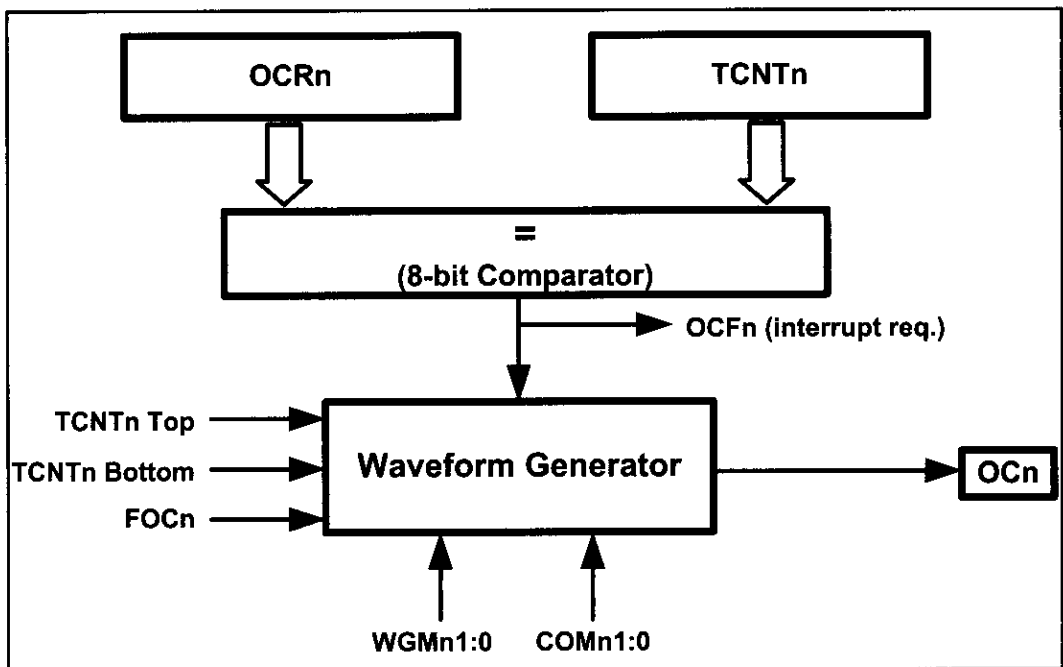 OCRn
TCNTn
=
(8-bit Comparator)
OCFn (interrupt req.)
TCNTn Top
TCNTn Bottom
FOCn
Waveform Generator
OCn
WGMn1:0
COMn1:0